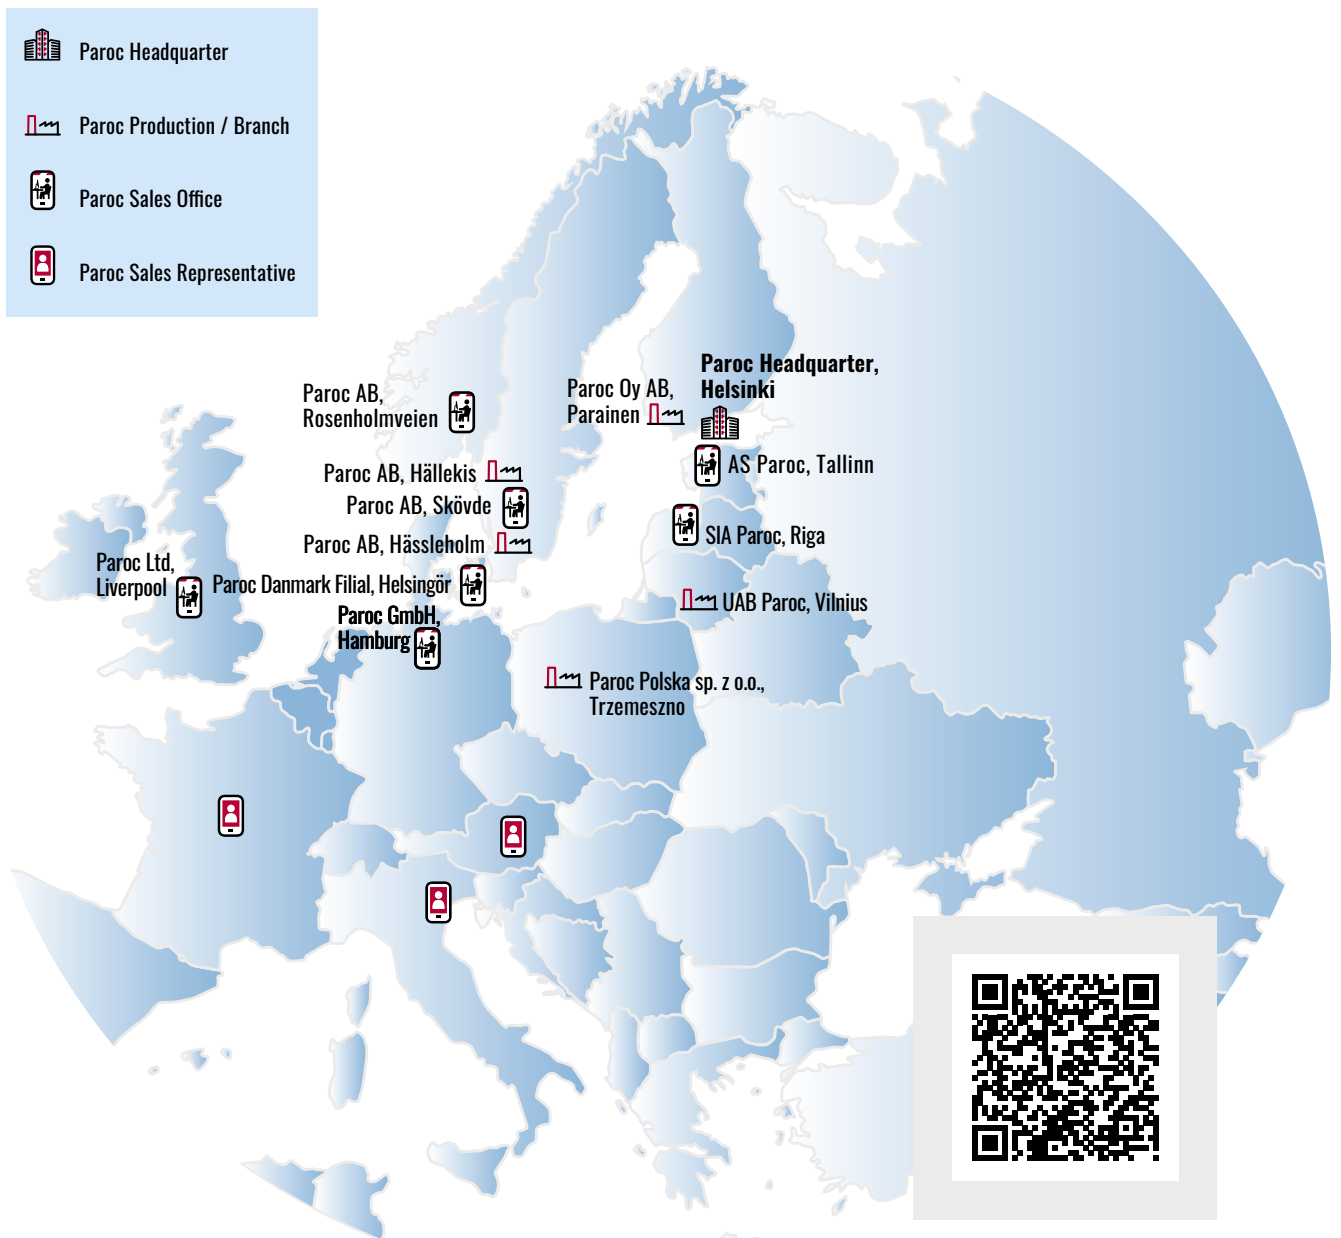 Paroc Headquarter
Paroc Production / Branch
Paroc Sales Office
Paroc Sales Representative
Paroc Headquarter,
Helsinki
Paroc Oy AB,
Parainen
Paroc AB,
Rosenholmveien
AS Paroc, Tallinn
Paroc AB, Hällekis
Paroc AB, Skövde
SIA Paroc, Riga
Paroc AB, Hässleholm
Paroc Ltd,
Liverpool
Paroc Danmark Filial, Helsingör
UAB Paroc, Vilnius
Paroc GmbH,
Hamburg
Paroc Polska sp. z o.o.,
Trzemeszno